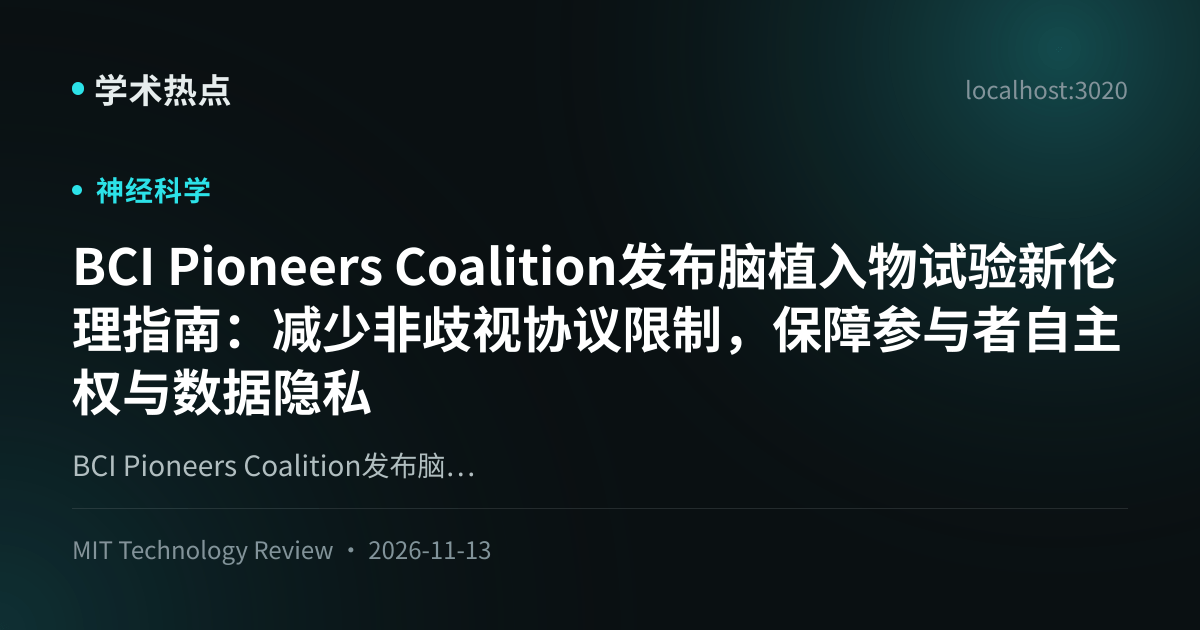 学术热点
localhost:3020
神经科学
BCI Pioneers Coalition发布脑植入物试验新伦
理指南：减少非歧视协议限制，保障参与者自主
权与数据隐私
BCI Pioneers Coalition发布脑…
MIT Technology Review · 2026-11-13